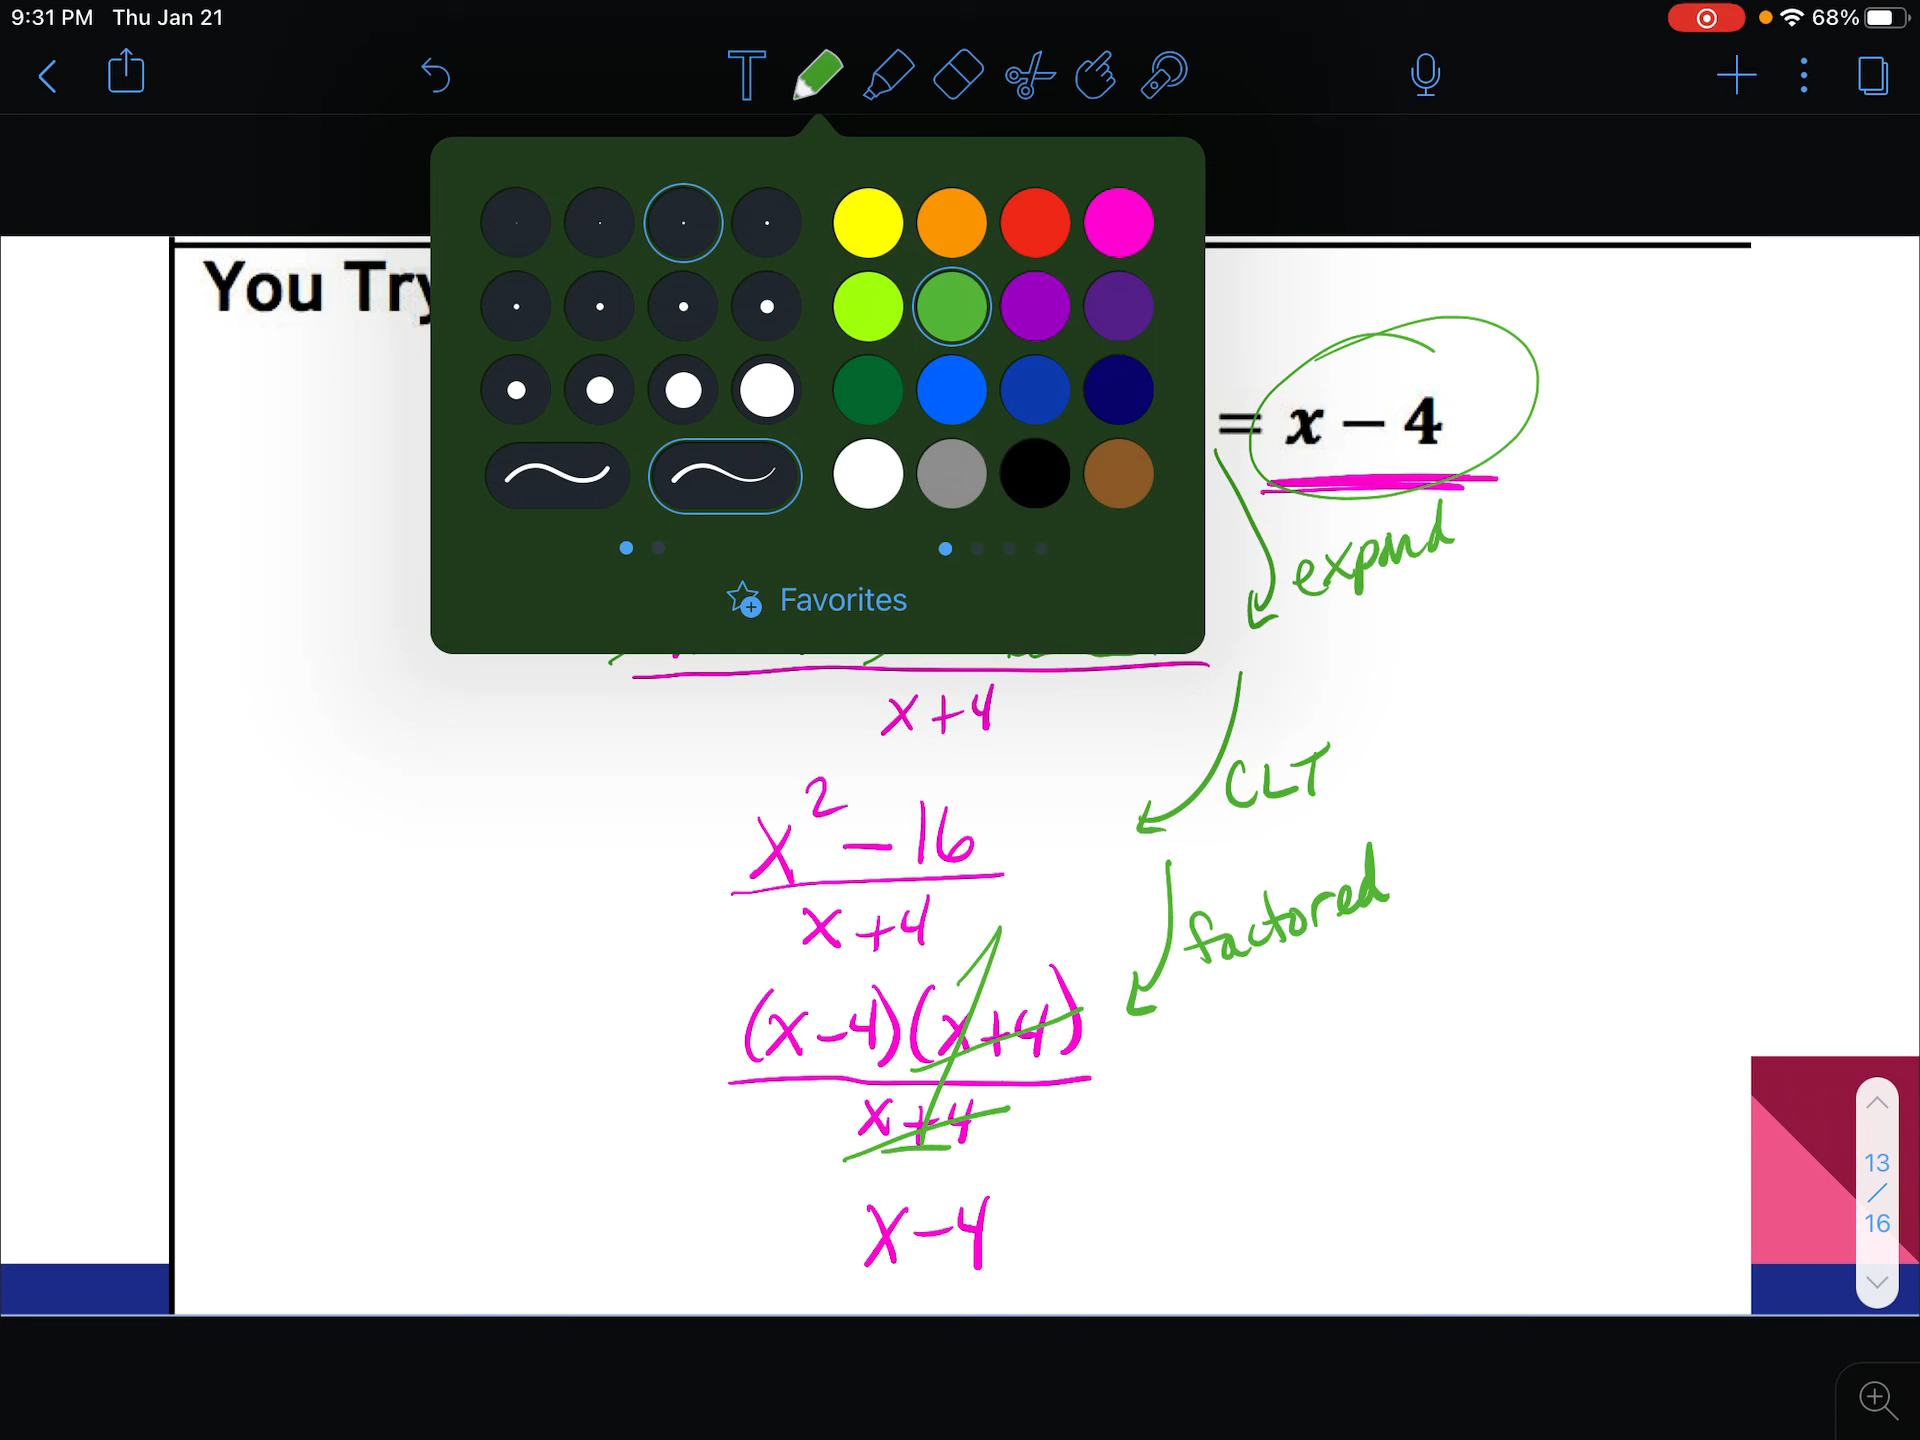 9:31 PM Thu Jan 21
68%
T
You Try
= x − 4
Favorites
expand
x+4
CLT
x² − 16
x+4
factored
(x−4)(x+4)
x+4
x−4
13
/
16